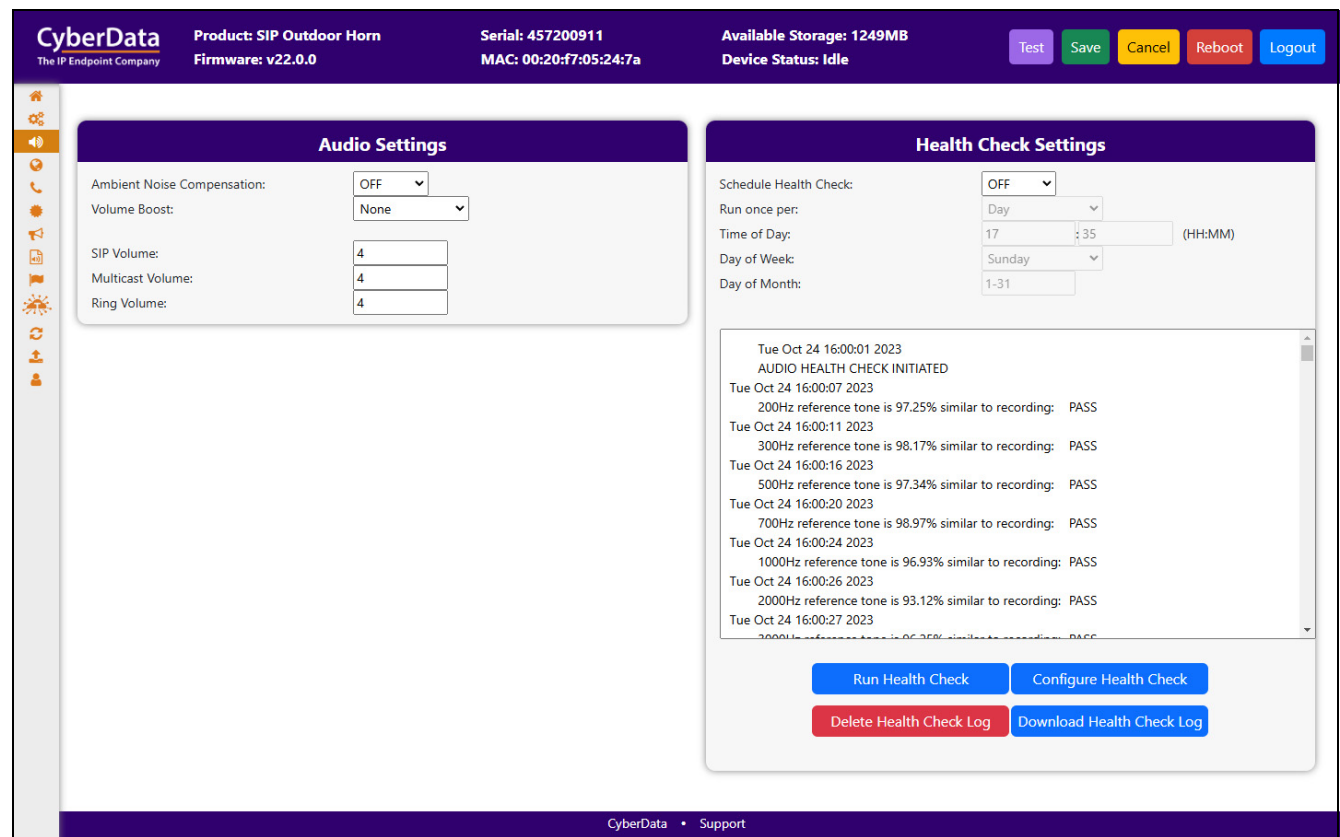 CyberData
The IP Endpoint Company
Product: SIP Outdoor Horn
Firmware: v22.0.0
Serial: 457200911
MAC: 00:20:f7:05:24:7a
Available Storage: 1249MB
Device Status: Idle
Test Save Cancel Reboot Logout
Audio Settings
Ambient Noise Compensation: OFF
Volume Boost: None
SIP Volume: 4
Multicast Volume: 4
Ring Volume: 4
Health Check Settings
Schedule Health Check: OFF
Run once per: Day
Time of Day: 17 : 35 (HH:MM)
Day of Week: Sunday
Day of Month: 1-31
Tue Oct 24 16:00:01 2023
AUDIO HEALTH CHECK INITIATED
Tue Oct 24 16:00:07 2023
200Hz reference tone is 97.25% similar to recording: PASS
Tue Oct 24 16:00:11 2023
300Hz reference tone is 98.17% similar to recording: PASS
Tue Oct 24 16:00:16 2023
500Hz reference tone is 97.34% similar to recording: PASS
Tue Oct 24 16:00:20 2023
700Hz reference tone is 98.97% similar to recording: PASS
Tue Oct 24 16:00:24 2023
1000Hz reference tone is 96.93% similar to recording: PASS
Tue Oct 24 16:00:26 2023
2000Hz reference tone is 93.12% similar to recording: PASS
Tue Oct 24 16:00:27 2023
reference tone is similar to recording: PASS
Run Health Check Configure Health Check
Delete Health Check Log Download Health Check Log
CyberData • Support